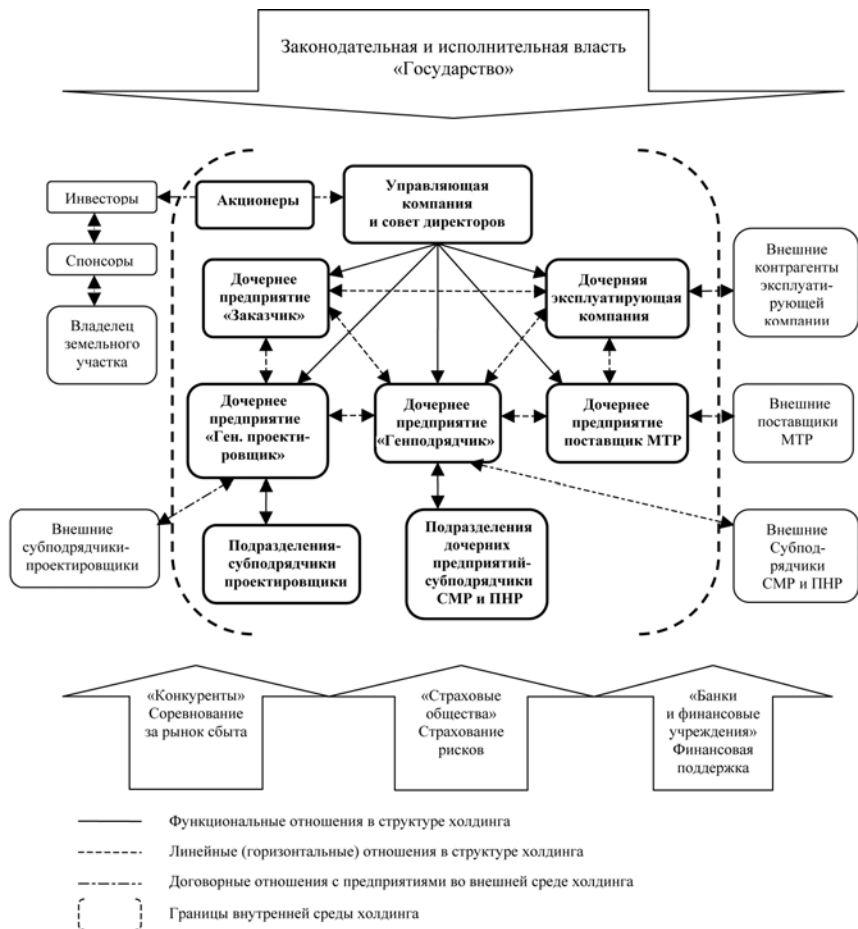 Законодательная и исполнительная власть
«Государство»
Инвесторы
Акционеры
Управляющая
компания
и совет директоров
Спонсоры
Владелец
земельного
участка
Дочернее
предприятие
«Заказчик»
Дочерняя
эксплуатирующая
компания
Внешние
контрагенты
эксплуати-
рующей
компании
Дочернее
предприятие
«Ген. проекти-
ровщик»
Дочернее
предприятие
«Генподрядчик»
Дочернее
предприятие
поставщик МТР
Внешние
поставщики
МТР
Внешние
субподрядчики-
проектировщики
Подразделения-
субподрядчики
проектировщики
Подразделения
дочерних
предприятий-
субподрядчики
СМР и ПНР
Внешние
Субпод-
рядчики
СМР и ПНР
«Конкуренты»
Соревнование
за рынок сбыта
«Страховые
общества»
Страхование
рисков
«Банки
и финансовые
учреждения»
Финансовая
поддержка
Функциональные отношения в структуре холдинга
Линейные (горизонтальные) отношения в структуре холдинга
Договорные отношения с предприятиями во внешней среде холдинга
Границы внутренней среды холдинга